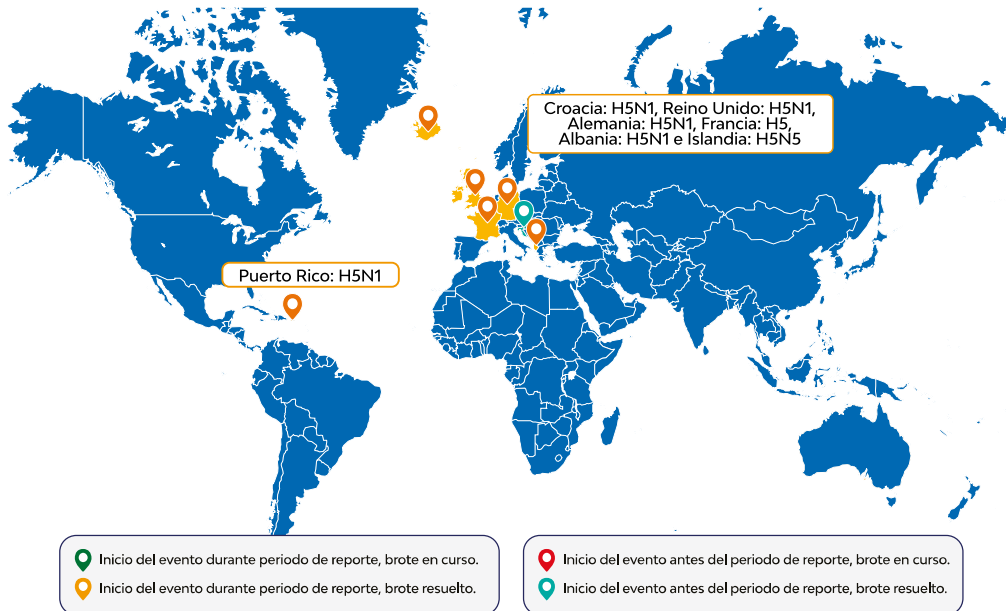 Croacia: H5N1, Reino Unido: H5N1,
Alemania: H5N1, Francia: H5,
Albania: H5N1 e Islandia: H5N5
Puerto Rico: H5N1
Inicio del evento durante periodo de reporte, brote en curso.
Inicio del evento durante periodo de reporte, brote resuelto.
Inicio del evento antes del periodo de reporte, brote en curso.
Inicio del evento antes del periodo de reporte, brote resuelto.